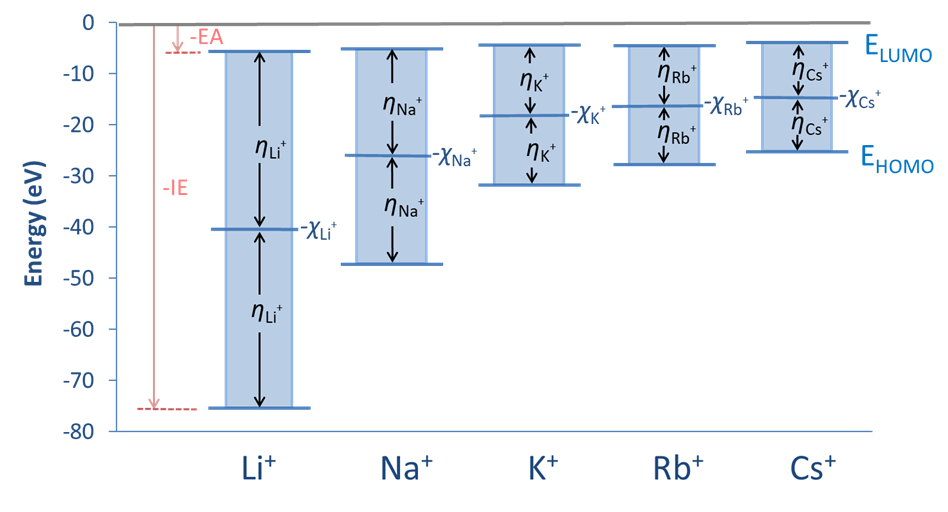 0
-10
-20
-30
-40
-50
-60
-70
-80
Energy (eV)
-EA
-IE
ηLi⁺
-χLi⁺
ηLi⁺
ηNa⁺
-χNa⁺
ηNa⁺
ηK⁺
-χK⁺
ηK⁺
ηRb⁺
-χRb⁺
ηRb⁺
ηCs⁺
-χCs⁺
ηCs⁺
ELUMO
EHOMO
Li⁺
Na⁺
K⁺
Rb⁺
Cs⁺